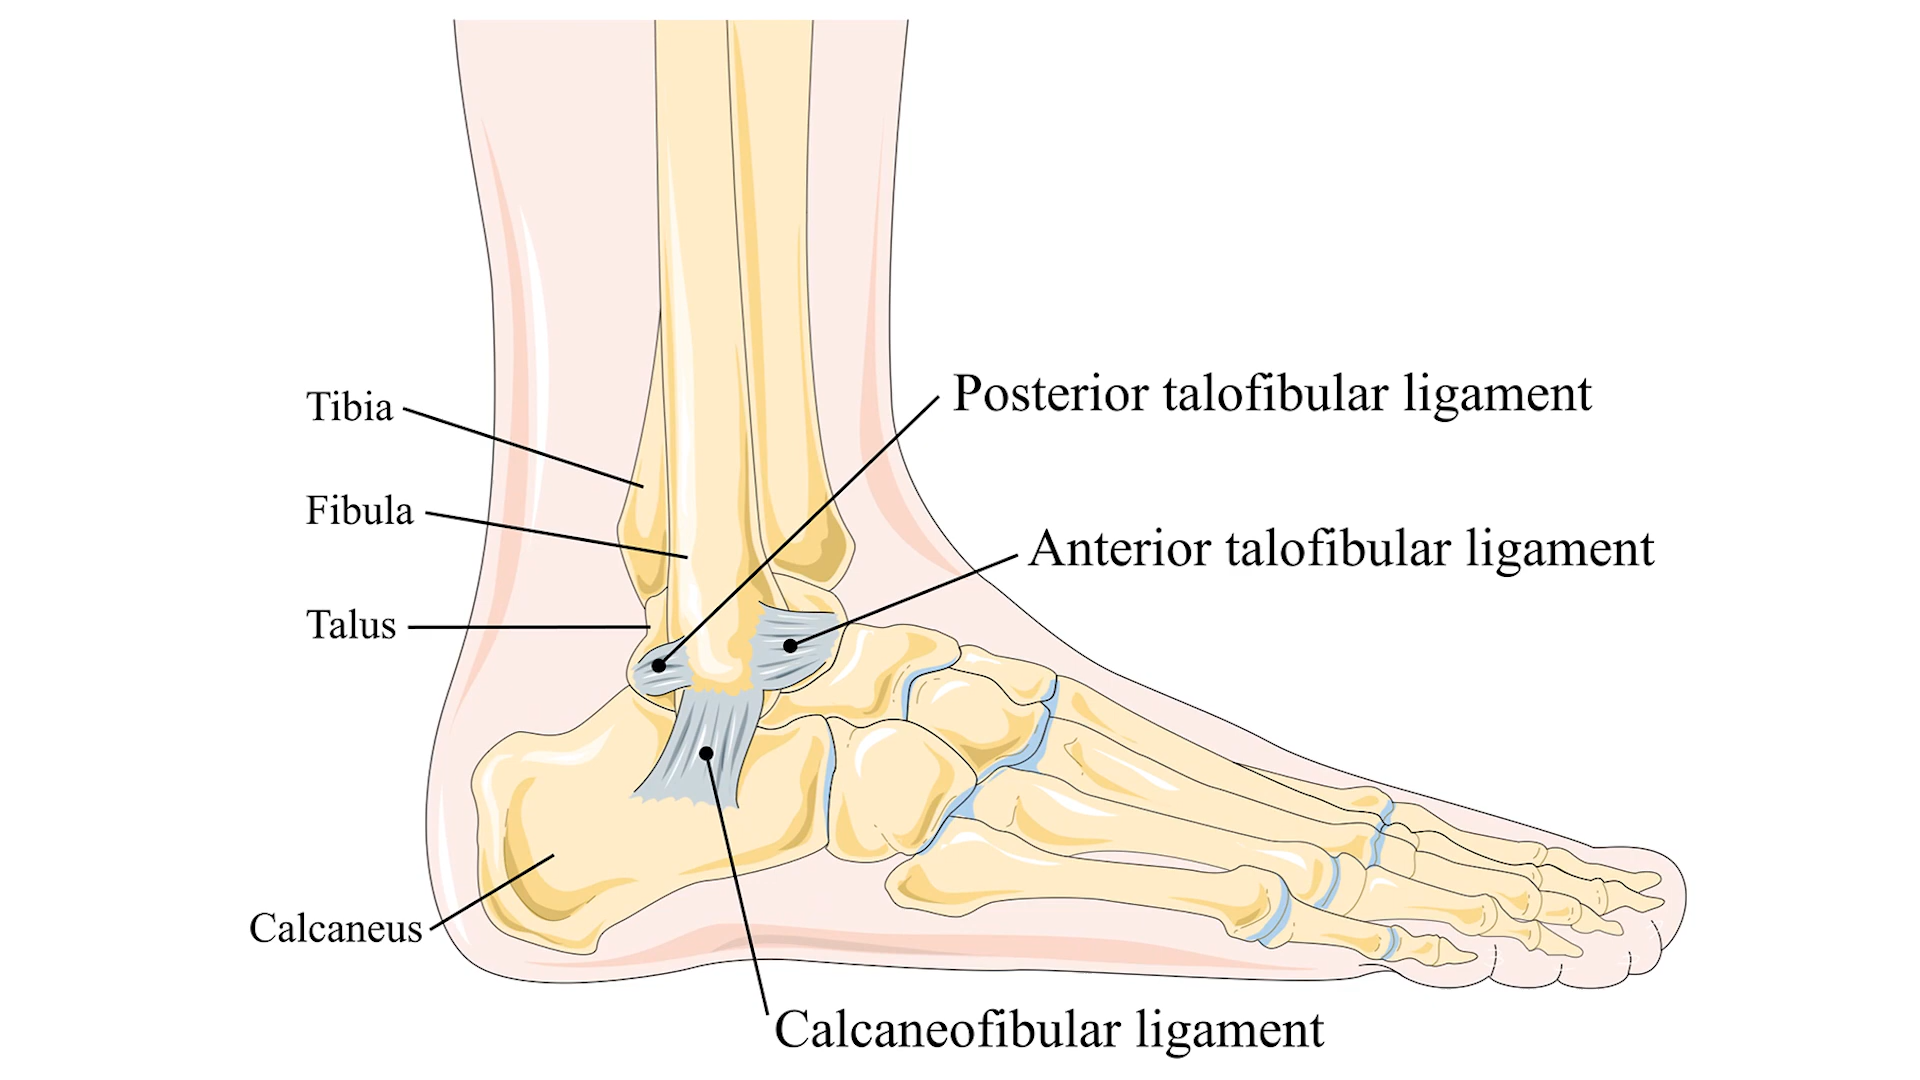 Tibia
Posterior talofibular ligament
Fibula
Anterior talofibular ligament
Talus
Calcaneus
Calcaneofibular ligament